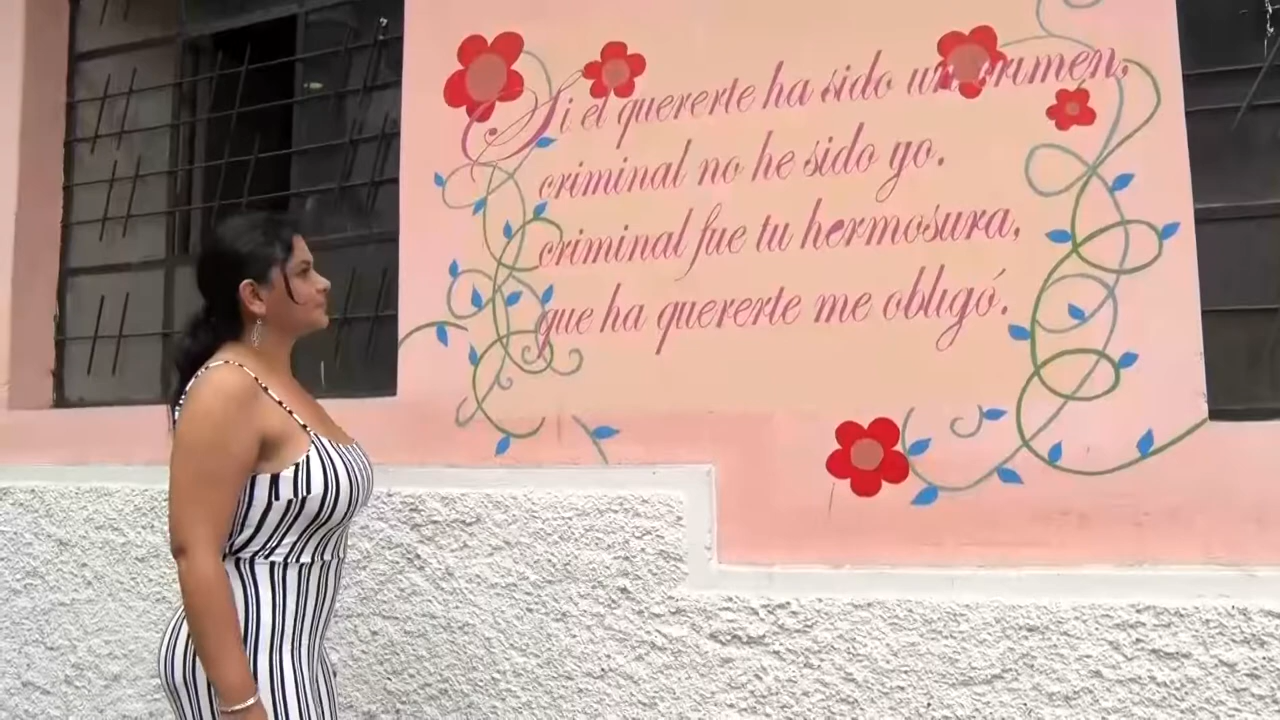 Si el quererte ha sido un crimen,
criminal no he sido yo.
criminal fue tu hermosura,
que ha quererte me obligó.